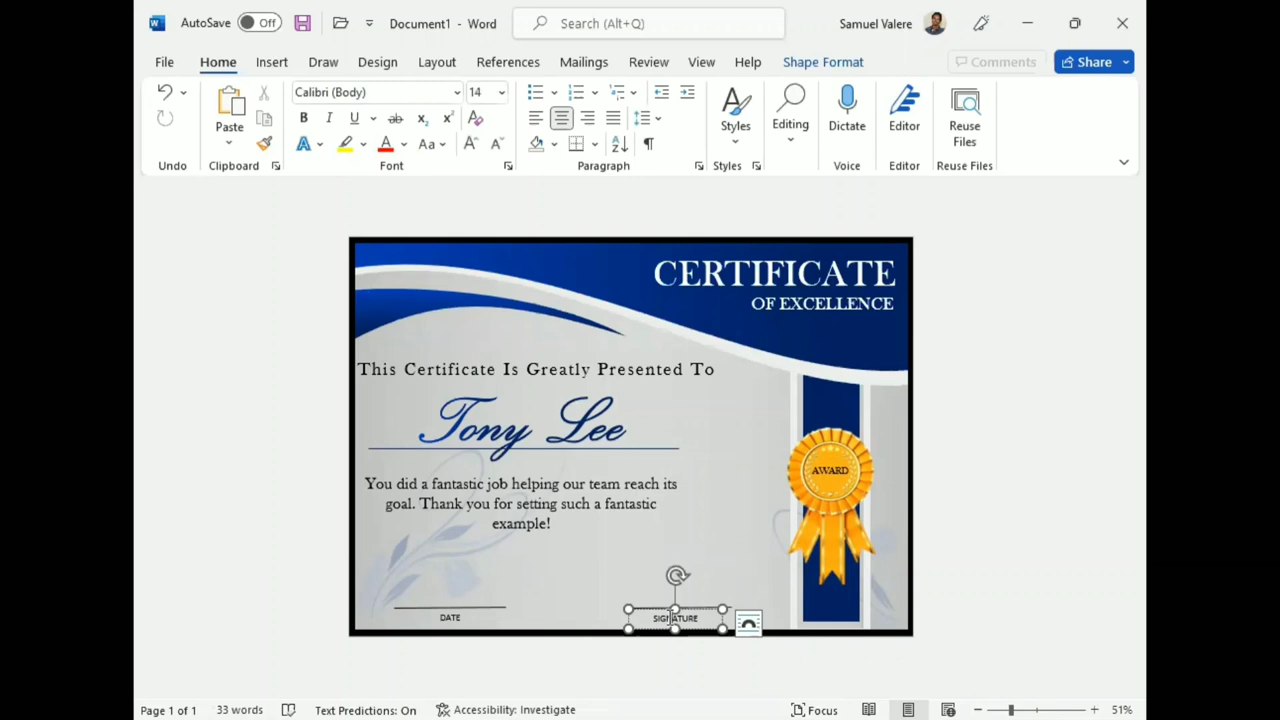 AutoSave Off Document1 - Word Search (Alt+Q) Samuel Valere
File Home Insert Draw Design Layout References Mailings Review View Help Shape Format Comments Share
Calibri (Body) 14
Paste Styles Editing Dictate Editor Reuse Files
Undo Clipboard Font Paragraph Styles Voice Editor Reuse Files
CERTIFICATE
OF EXCELLENCE
This Certificate Is Greatly Presented To
Tony Lee
You did a fantastic job helping our team reach its
goal. Thank you for setting such a fantastic
example!
AWARD
DATE SIGNATURE
Page 1 of 1 33 words Text Predictions: On Accessibility: Investigate Focus 51%